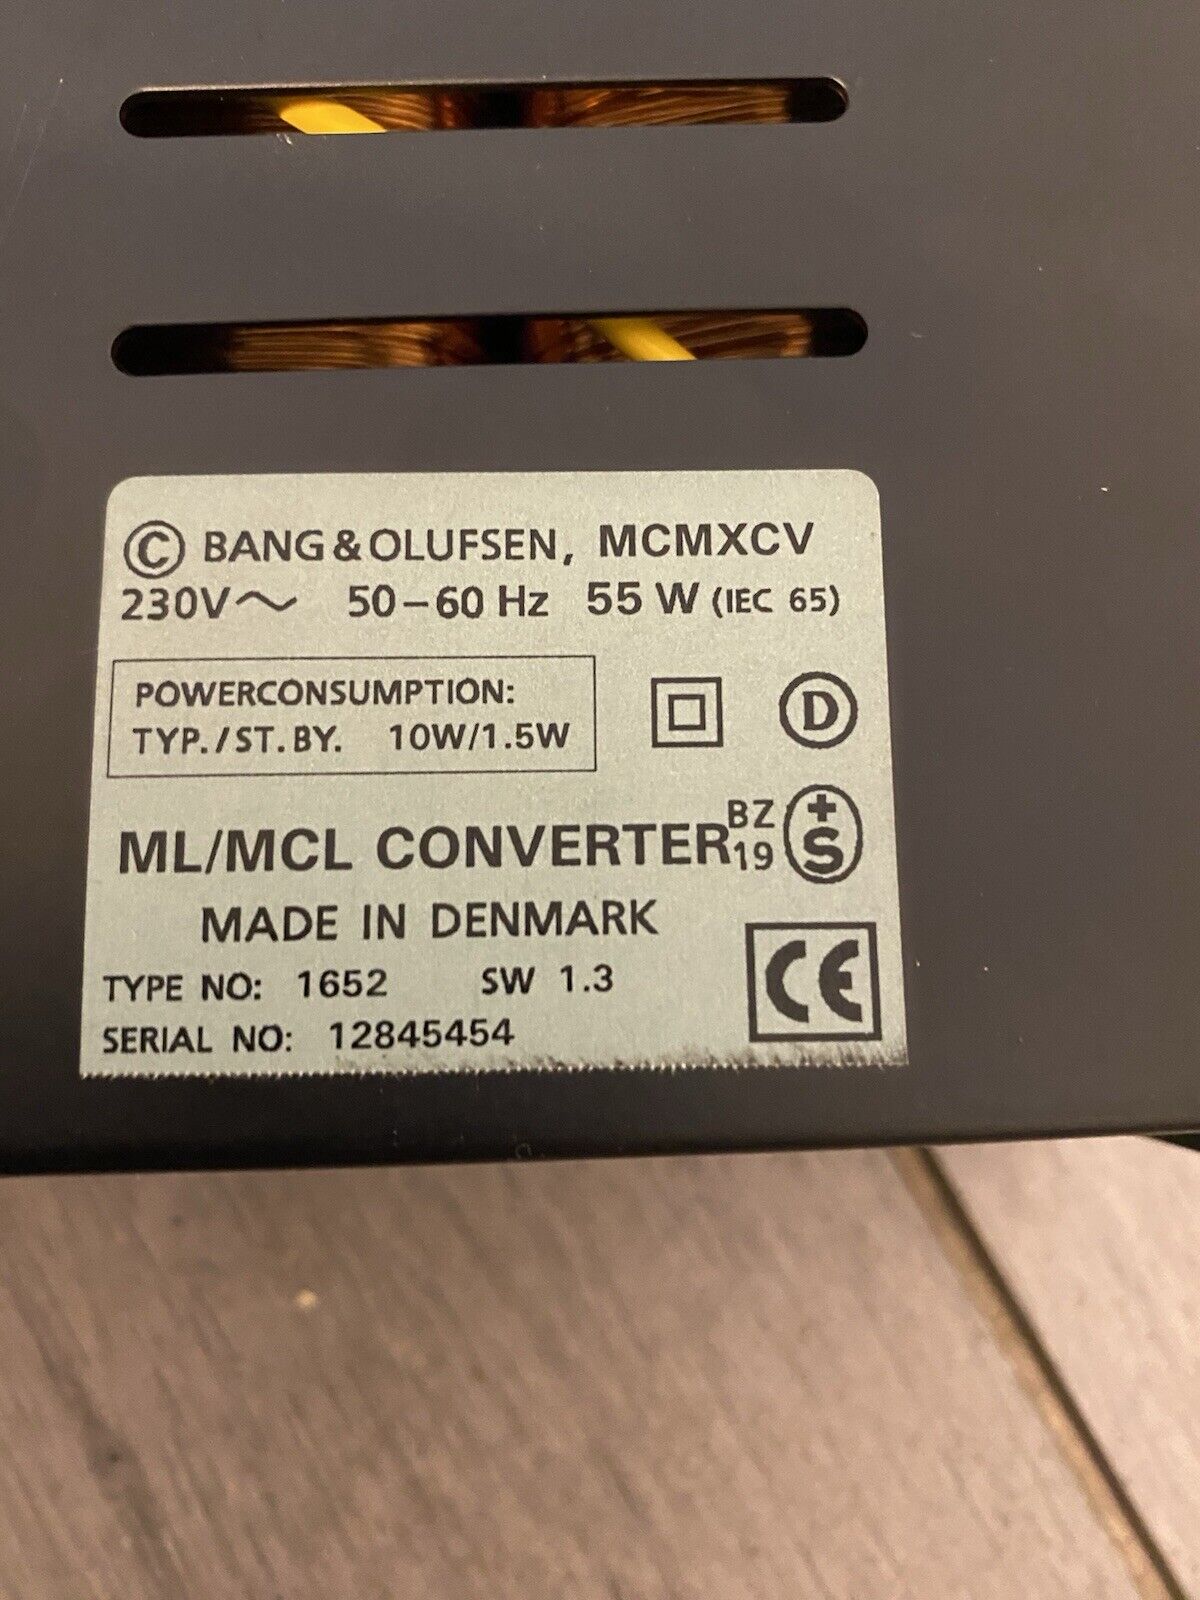 © BANG & OLUFSEN, MCMXCV
230V∼ 50–60 Hz 55 W (IEC 65)
POWERCONSUMPTION:
TYP./ST.BY. 10W/1.5W
D
ML/MCL CONVERTER
BZ
19
+
S
MADE IN DENMARK
TYPE NO: 1652 SW 1.3
SERIAL NO: 12845454
CE